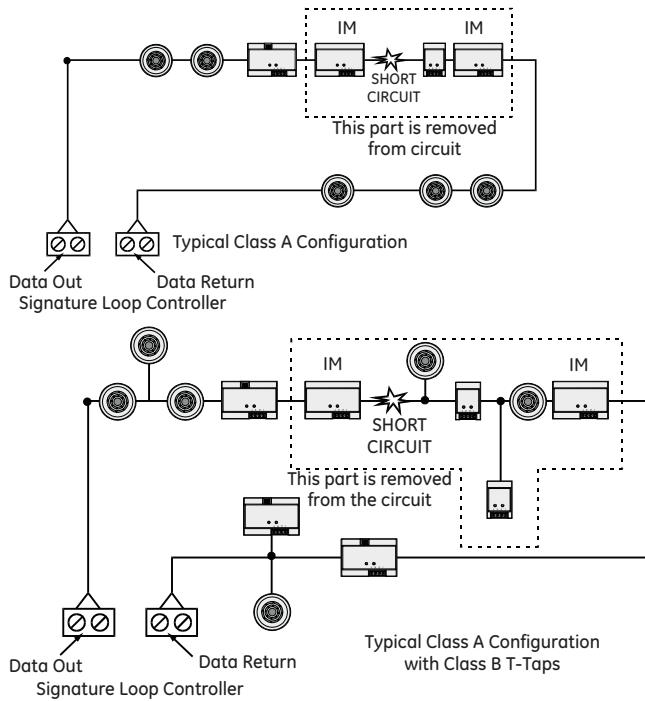 IM
IM
SHORT
CIRCUIT
This part is removed
from circuit
Typical Class A Configuration
Data Out
Data Return
Signature Loop Controller
IM
IM
SHORT
CIRCUIT
This part is removed
from the circuit
Typical Class A Configuration
with Class B T-Taps
Data Out
Data Return
Signature Loop Controller